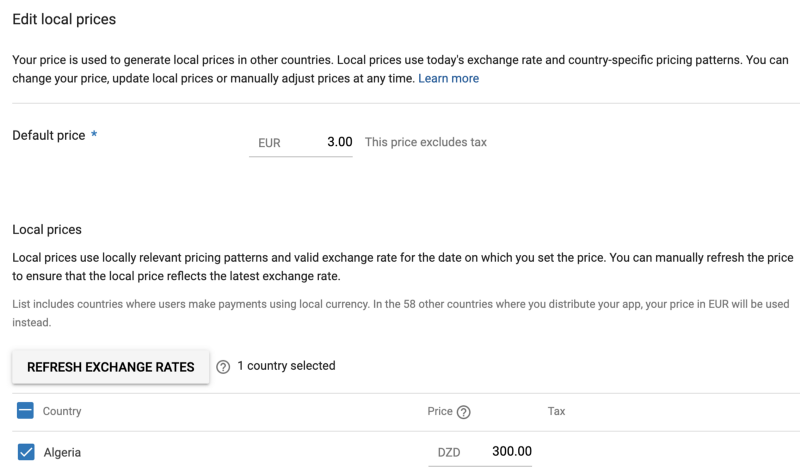 Edit local prices
Your price is used to generate local prices in other countries. Local prices use today's exchange rate and country-specific pricing patterns. You can
change your price, update local prices or manually adjust prices at any time. Learn more
Default price *
EUR 3.00 This price excludes tax
Local prices
Local prices use locally relevant pricing patterns and valid exchange rate for the date on which you set the price. You can manually refresh the price
to ensure that the local price reflects the latest exchange rate.
List includes countries where users make payments using local currency. In the 58 other countries where you distribute your app, your price in EUR will be used
instead.
REFRESH EXCHANGE RATES ? 1 country selected
Country Price ? Tax
Algeria DZD 300.00